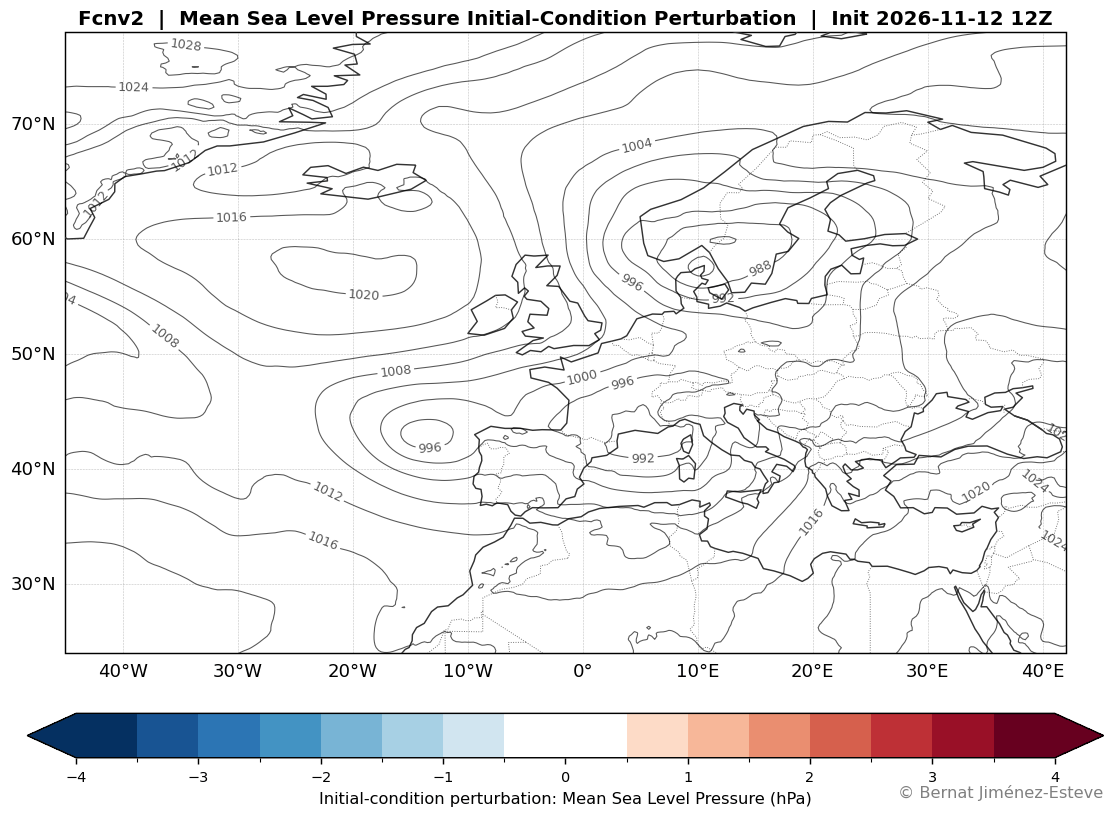 Fcnv2 | Mean Sea Level Pressure Initial-Condition Perturbation | Init 2026-11-12 12Z
1028
1024
70°N
1004
1012
1012
1012
1016
60°N
988
996
1020
992
04
1008
50°N
1008
1000
996
102
996
992
40°N
1024
1012
1020
1016
1016
1024
30°N
40°W 30°W 20°W 10°W 0° 10°E 20°E 30°E 40°E
−4 −3 −2 −1 0 1 2 3 4
Initial-condition perturbation: Mean Sea Level Pressure (hPa)
© Bernat Jiménez-Esteve